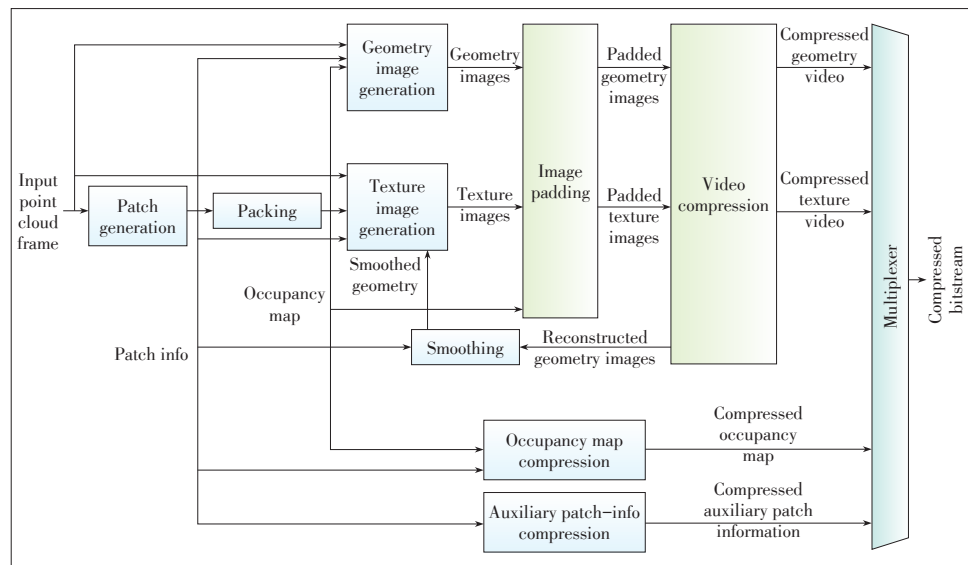 Geometry
image
generation
Geometry
images
Padded
geometry
images
Compressed
geometry
video
Input
point
cloud
frame
Patch
generation
Packing
Texture
image
generation
Texture
images
Image
padding
Padded
texture
images
Video
compression
Compressed
texture
video
Multiplexer
Compressed
bitstream
Smoothed
geometry
Occupancy
map
Patch info
Smoothing
Reconstructed
geometry images
Occupancy map
compression
Compressed
occupancy
map
Auxiliary patch-info
compression
Compressed
auxiliary patch
information